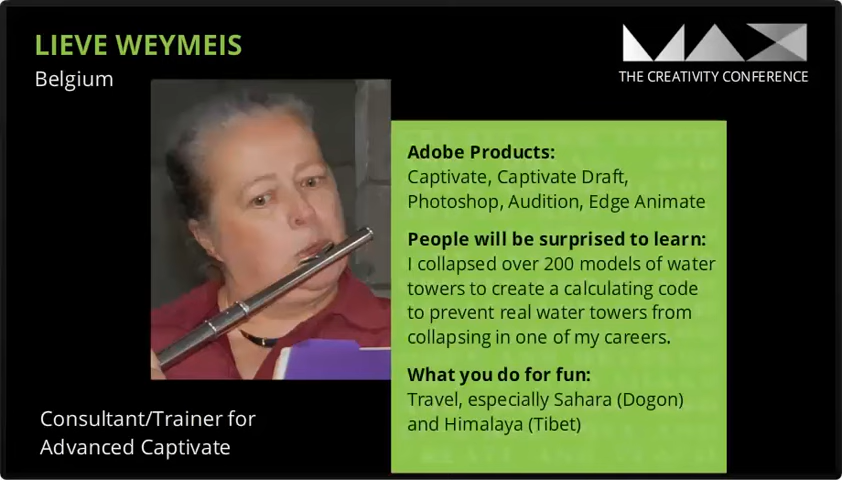 LIEVE WEYMEIS
Belgium
MAX
THE CREATIVITY CONFERENCE
Adobe Products:
Captivate, Captivate Draft,
Photoshop, Audition, Edge Animate
People will be surprised to learn:
I collapsed over 200 models of water
towers to create a calculating code
to prevent real water towers from
collapsing in one of my careers.
What you do for fun:
Travel, especially Sahara (Dogon)
and Himalaya (Tibet)
Consultant/Trainer for
Advanced Captivate